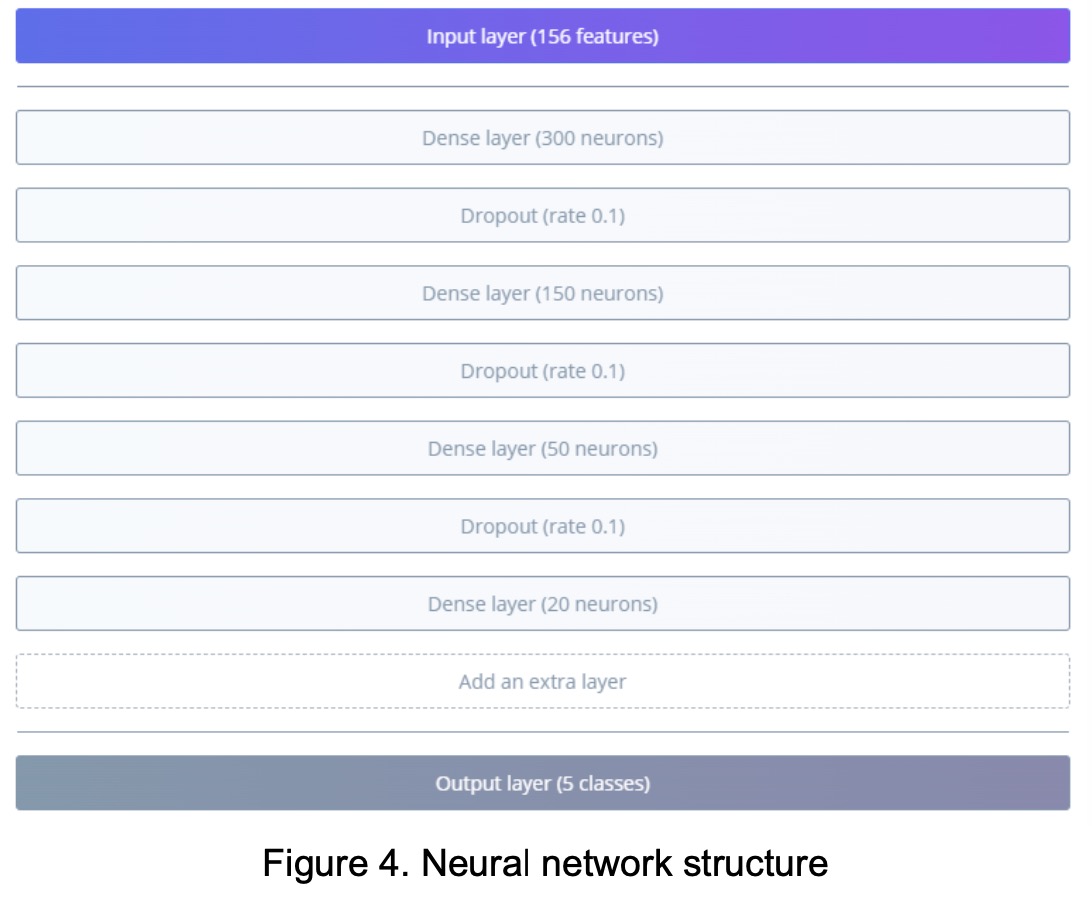 Input layer (156 features)
Dense layer (300 neurons)
Dropout (rate 0.1)
Dense layer (150 neurons)
Dropout (rate 0.1)
Dense layer (50 neurons)
Dropout (rate 0.1)
Dense layer (20 neurons)
Add an extra layer
Output layer (5 classes)
Figure 4. Neural network structure